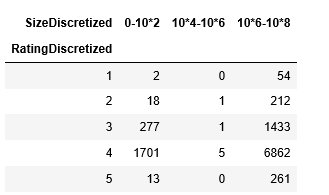 SizeDiscretized 0-10*2 10*4-10*6 10*6-10*8
RatingDiscretized
1 2 0 54
2 18 1 212
3 277 1 1433
4 1701 5 6862
5 13 0 261